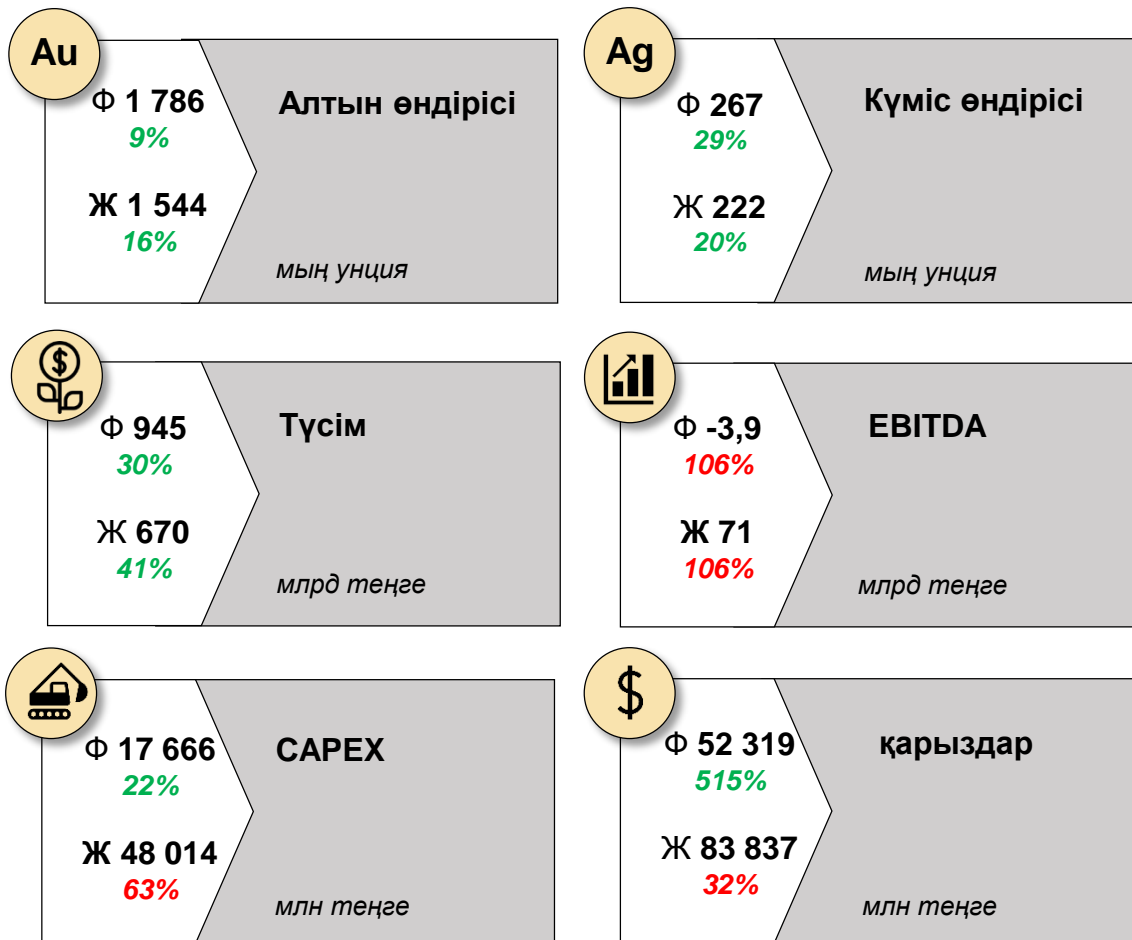 Au
Ф 1 786
9%
Ж 1 544
16%
Алтын өндірісі
мың унция
Ag
Ф 267
29%
Ж 222
20%
Күміс өндірісі
мың унция
$
Ф 945
30%
Ж 670
41%
Түсім
млрд теңге
Ф -3,9
106%
Ж 71
106%
EBITDA
млрд теңге
Ф 17 666
22%
Ж 48 014
63%
CAPEX
млн теңге
$
Ф 52 319
515%
Ж 83 837
32%
қарыздар
млн теңге